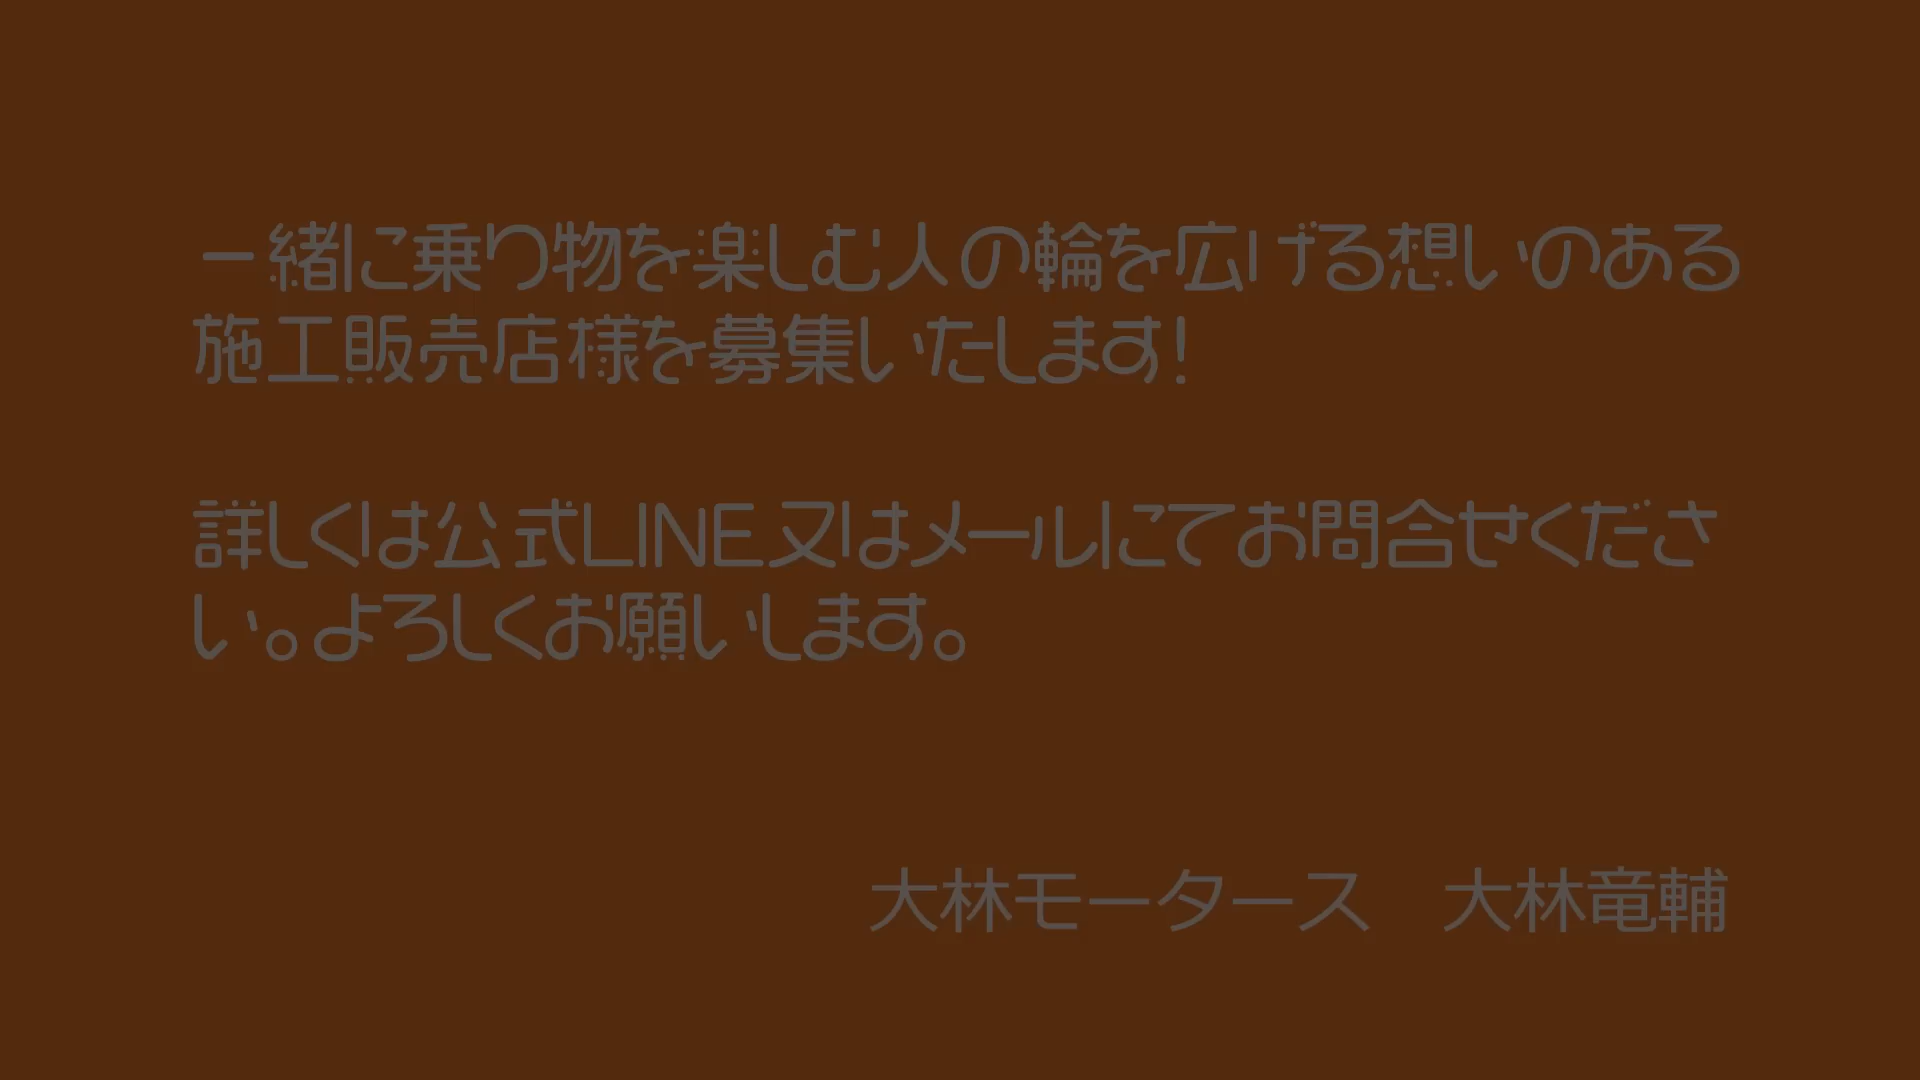 一緒に乗り物を楽しむ人の輪を広げる想いのある
施工販売店様を募集いたします!
詳しくは公式LINE又はメールにてお問合せくださ
い。よろしくお願いします。
大林モータース　大林竜輔